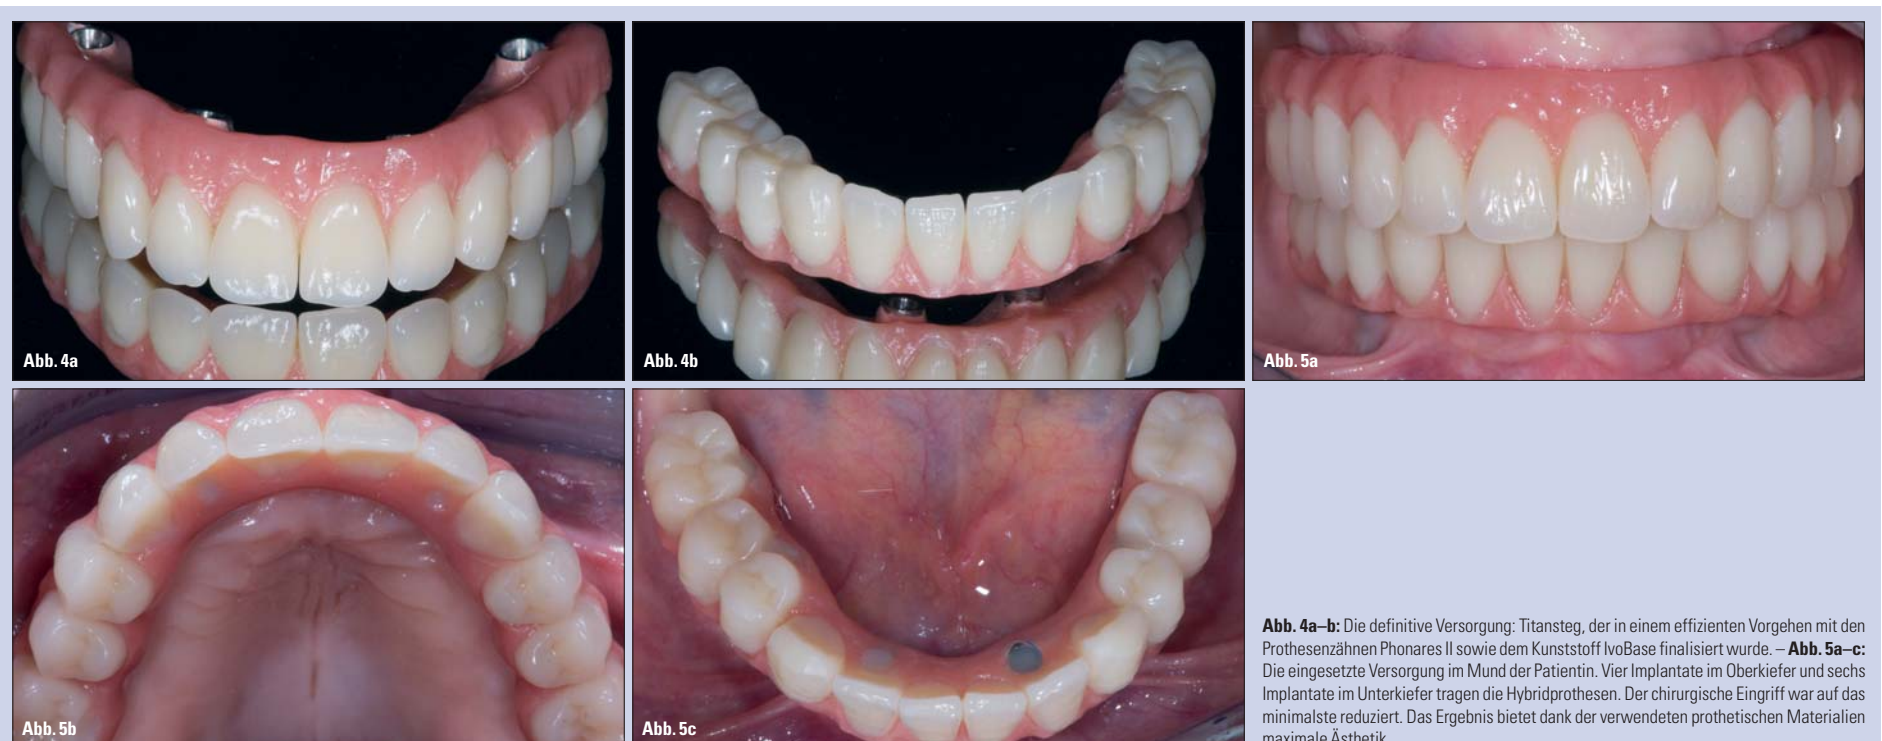 Abb. 4a
Abb. 4b
Abb. 5a
Abb. 5b
Abb. 5c
Abb. 4a–b: Die definitive Versorgung: Titansteg, der in einem effizienten Vorgehen mit den
Prothesenzähnen Phonares II sowie dem Kunststoff IvoBase finalisiert wurde. – Abb. 5a–c:
Die eingesetzte Versorgung im Mund der Patientin. Vier Implantate im Oberkiefer und sechs
Implantate im Unterkiefer tragen die Hybridprothesen. Der chirurgische Eingriff war auf das
minimalste reduziert. Das Ergebnis bietet dank der verwendeten prothetischen Materialien
maximale Ästhetik.